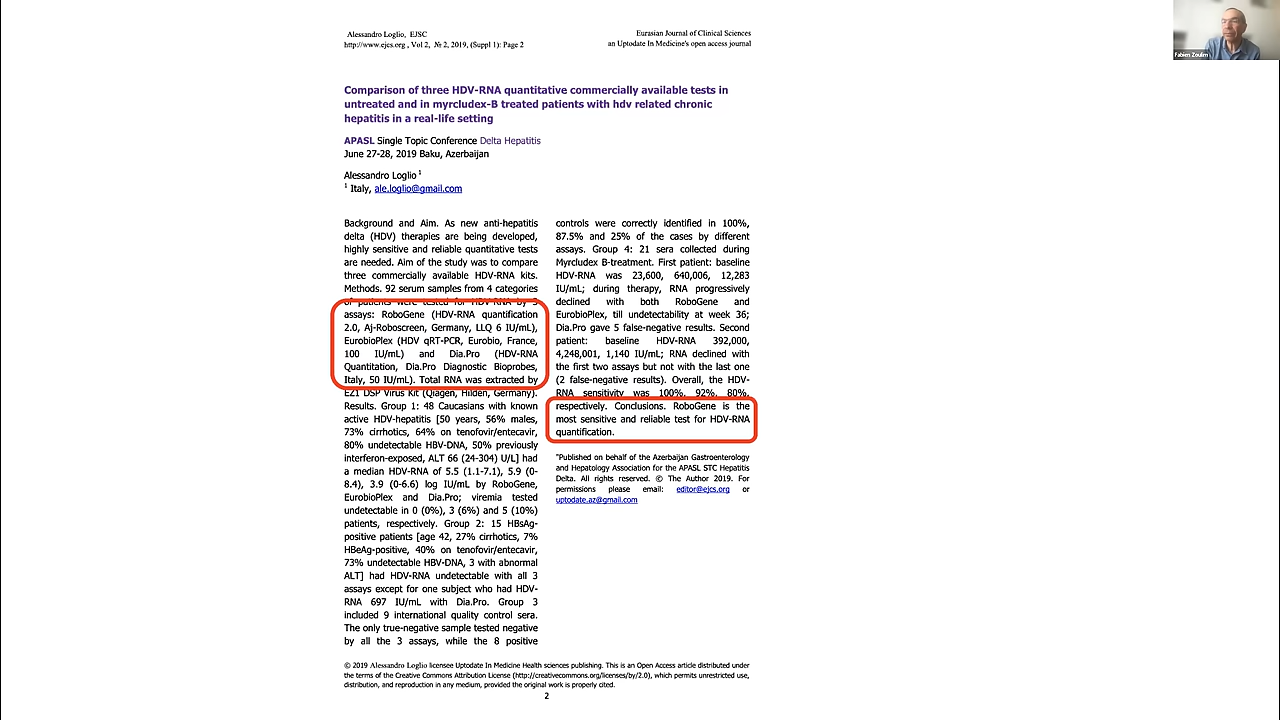 Alessandro Loglio, EJSC
http://www.ejcs.org , Vol 2, № 2, 2019, (Suppl 1): Page 2
Eurasian Journal of Clinical Sciences
an Uptodate In Medicine's open access journal
Comparison of three HDV-RNA quantitative commercially available tests in
untreated and in myrcludex-B treated patients with hdv related chronic
hepatitis in a real-life setting
APASL Single Topic Conference Delta Hepatitis
June 27-28, 2019 Baku, Azerbaijan
Alessandro Loglio 1
1 Italy, ale.loglio@gmail.com
Background and Aim. As new anti-hepatitis
delta (HDV) therapies are being developed,
highly sensitive and reliable quantitative tests
are needed. Aim of the study was to compare
three commercially available HDV-RNA kits.
Methods. 92 serum samples from 4 categories
of patients were tested for HDV-RNA by 3
assays: RoboGene (HDV-RNA quantification
2.0, Aj-Roboscreen, Germany, LLQ 6 IU/mL),
EurobioPlex (HDV qRT-PCR, Eurobio, France,
100 IU/mL) and Dia.Pro (HDV-RNA
Quantitation, Dia.Pro Diagnostic Bioprobes,
Italy, 50 IU/mL). Total RNA was extracted by
EZ1 DSP Virus Kit (Qiagen, Hilden, Germany).
Results. Group 1: 48 Caucasians with known
active HDV-hepatitis [50 years, 56% males,
73% cirrhotics, 64% on tenofovir/entecavir,
80% undetectable HBV-DNA, 50% previously
interferon-exposed, ALT 66 (24-304) U/L] had
a median HDV-RNA of 5.5 (1.1-7.1), 5.9 (0-
8.4), 3.9 (0-6.6) log IU/mL by RoboGene,
EurobioPlex and Dia.Pro; viremia tested
undetectable in 0 (0%), 3 (6%) and 5 (10%)
patients, respectively. Group 2: 15 HBsAg-
positive patients [age 42, 27% cirrhotics, 7%
HBeAg-positive, 40% on tenofovir/entecavir,
73% undetectable HBV-DNA, 3 with abnormal
ALT] had HDV-RNA undetectable with all 3
assays except for one subject who had HDV-
RNA 697 IU/mL with Dia.Pro. Group 3
included 9 international quality control sera.
The only true-negative sample tested negative
by all the 3 assays, while the 8 positive
controls were correctly identified in 100%,
87.5% and 25% of the cases by different
assays. Group 4: 21 sera collected during
Myrcludex B-treatment. First patient: baseline
HDV-RNA was 23,600, 640,006, 12,283
IU/mL; during therapy, RNA progressively
declined with both RoboGene and
EurobioPlex, till undetectability at week 36;
Dia.Pro gave 5 false-negative results. Second
patient: baseline HDV-RNA 392,000,
4,248,001, 1,140 IU/mL; RNA declined with
the first two assays but not with the last one
(2 false-negative results). Overall, the HDV-
RNA sensitivity was 100%, 92%, 80%,
respectively. Conclusions. RoboGene is the
most sensitive and reliable test for HDV-RNA
quantification.
"Published on behalf of the Azerbaijan Gastroenterology
and Hepatology Association for the APASL STC Hepatitis
Delta. All rights reserved. © The Author 2019. For
permissions please email: editor@ejcs.org or
uptodate.az@gmail.com
© 2019 Alessandro Loglio licensee Uptodate In Medicine Health sciences publishing. This is an Open Access article distributed under
the terms of the Creative Commons Attribution License (http://creativecommons.org/licenses/by/2.0), which permits unrestricted use,
distribution, and reproduction in any medium, provided the original work is properly cited.
2
Fabien Zoulim